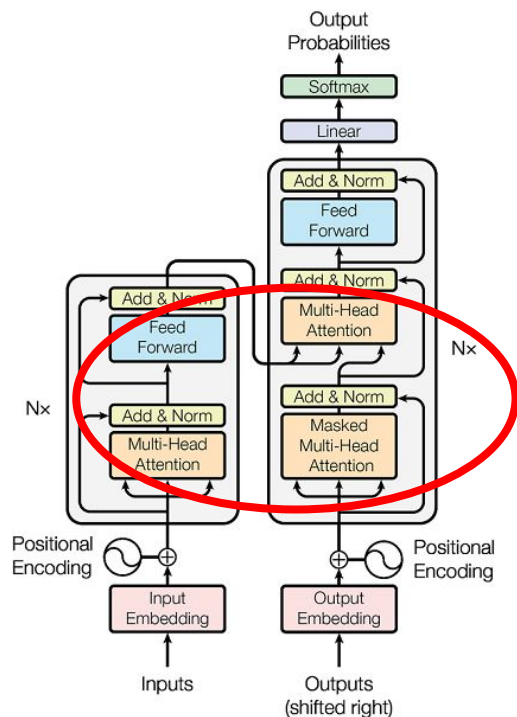 Output
Probabilities
Softmax
Linear
Add & Norm
Feed
Forward
Add & Norm
Multi-Head
Attention
Add & Norm
Masked
Multi-Head
Attention
Nx
Add & Norm
Feed
Forward
Add & Norm
Multi-Head
Attention
Nx
Positional
Encoding
Positional
Encoding
Input
Embedding
Output
Embedding
Inputs
Outputs
(shifted right)